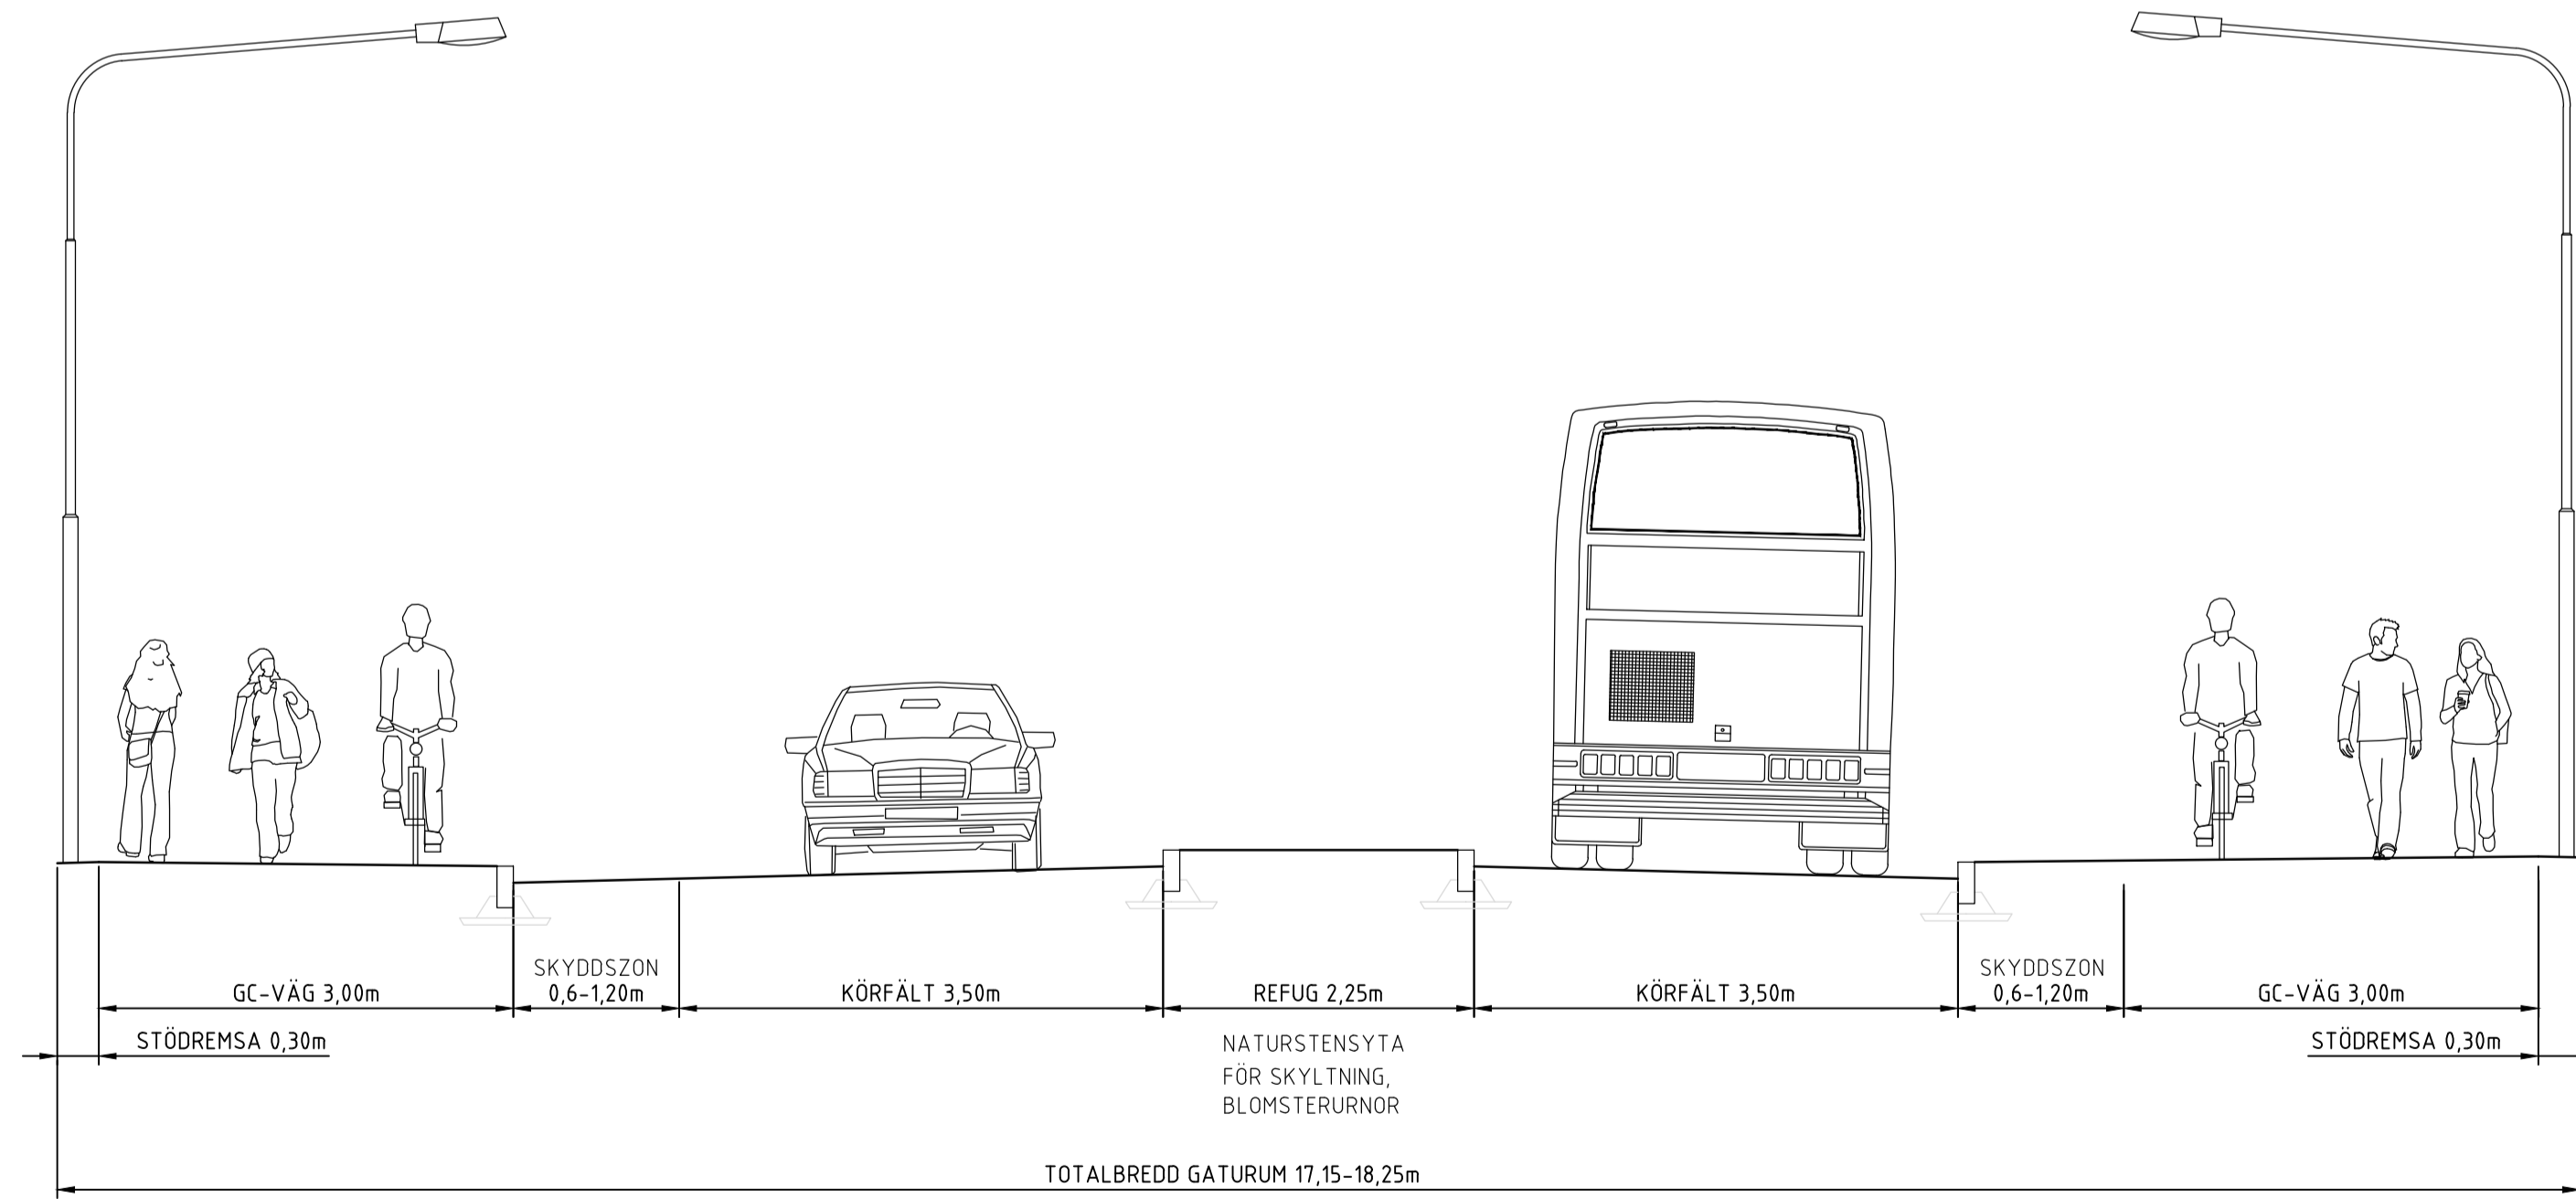 SKYDDSZON
SKYDDSZON
GC-VÄG 3,00m
0,6-1,20m
KÖRFÄLT 3,50m
REFUG 2,25m
KÖRFÄLT 3,50m
0,6-1,20m
GC-VÄG 3,00m
STÖDREMSA 0,30m
STÖDREMSA 0,30m
NATURSTENSYTA
FÖR SKYLTNING,
BLOMSTERURNOR
TOTALBREDD GATURUM 17,15-18,25m